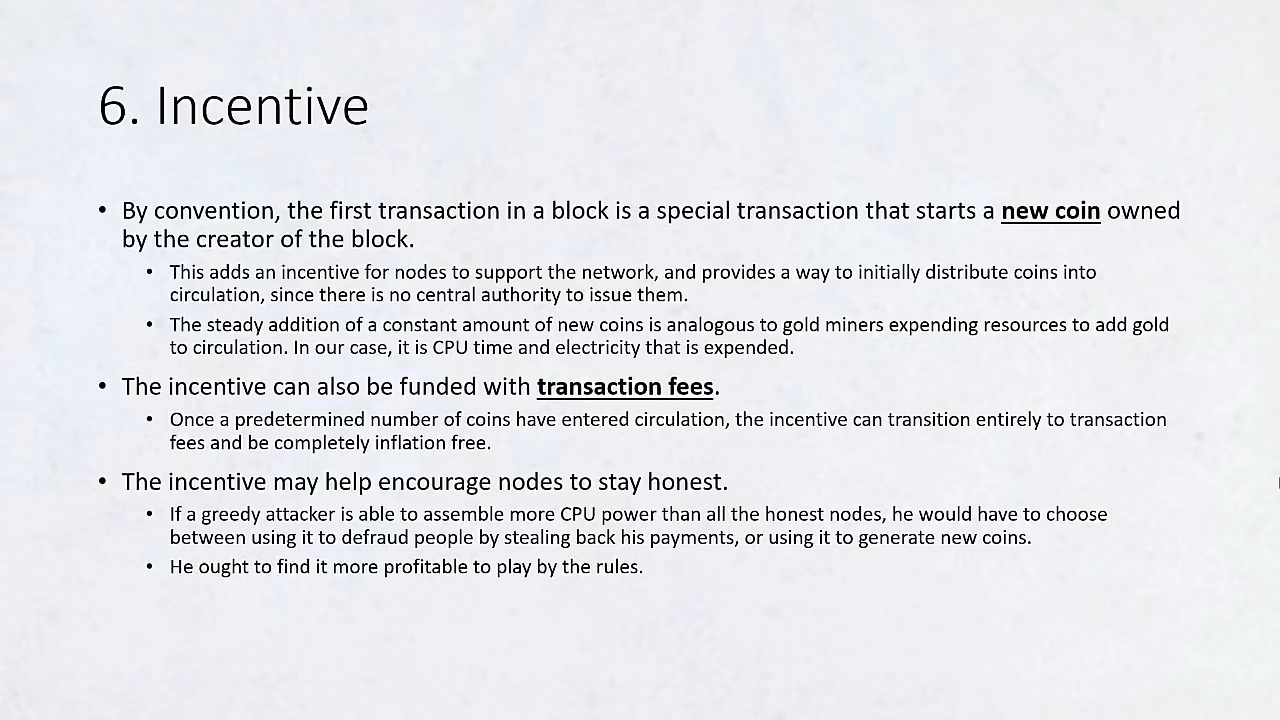 6. Incentive
• By convention, the first transaction in a block is a special transaction that starts a new coin owned
by the creator of the block.
• This adds an incentive for nodes to support the network, and provides a way to initially distribute coins into
circulation, since there is no central authority to issue them.
• The steady addition of a constant amount of new coins is analogous to gold miners expending resources to add gold
to circulation. In our case, it is CPU time and electricity that is expended.
• The incentive can also be funded with transaction fees.
• Once a predetermined number of coins have entered circulation, the incentive can transition entirely to transaction
fees and be completely inflation free.
• The incentive may help encourage nodes to stay honest.
• If a greedy attacker is able to assemble more CPU power than all the honest nodes, he would have to choose
between using it to defraud people by stealing back his payments, or using it to generate new coins.
• He ought to find it more profitable to play by the rules.